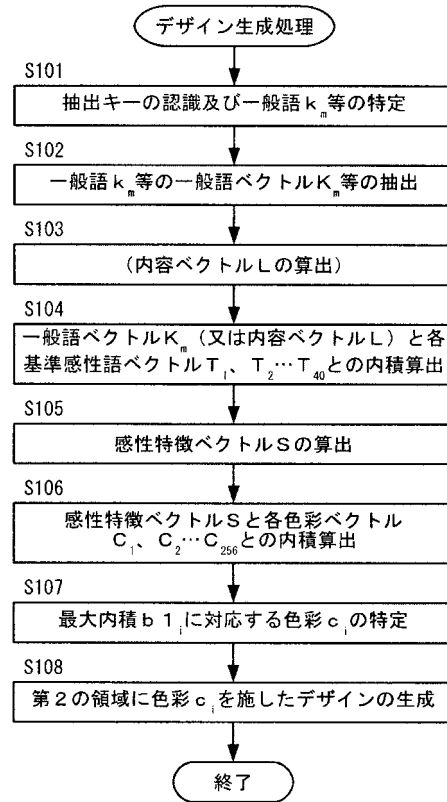 デザイン生成処理
S101
抽出キーの認識及び一般語km等の特定
S102
一般語km等の一般語ベクトルKm等の抽出
S103
(内容ベクトルLの算出)
S104
一般語ベクトルKm(又は内容ベクトルL)と各
基準感性語ベクトルT1、T2…T40との内積算出
S105
感性特徴ベクトルSの算出
S106
感性特徴ベクトルSと各色彩ベクトル
C1、C2…C256との内積算出
S107
最大内積b1iに対応する色彩ciの特定
S108
第2の領域に色彩ciを施したデザインの生成
終了